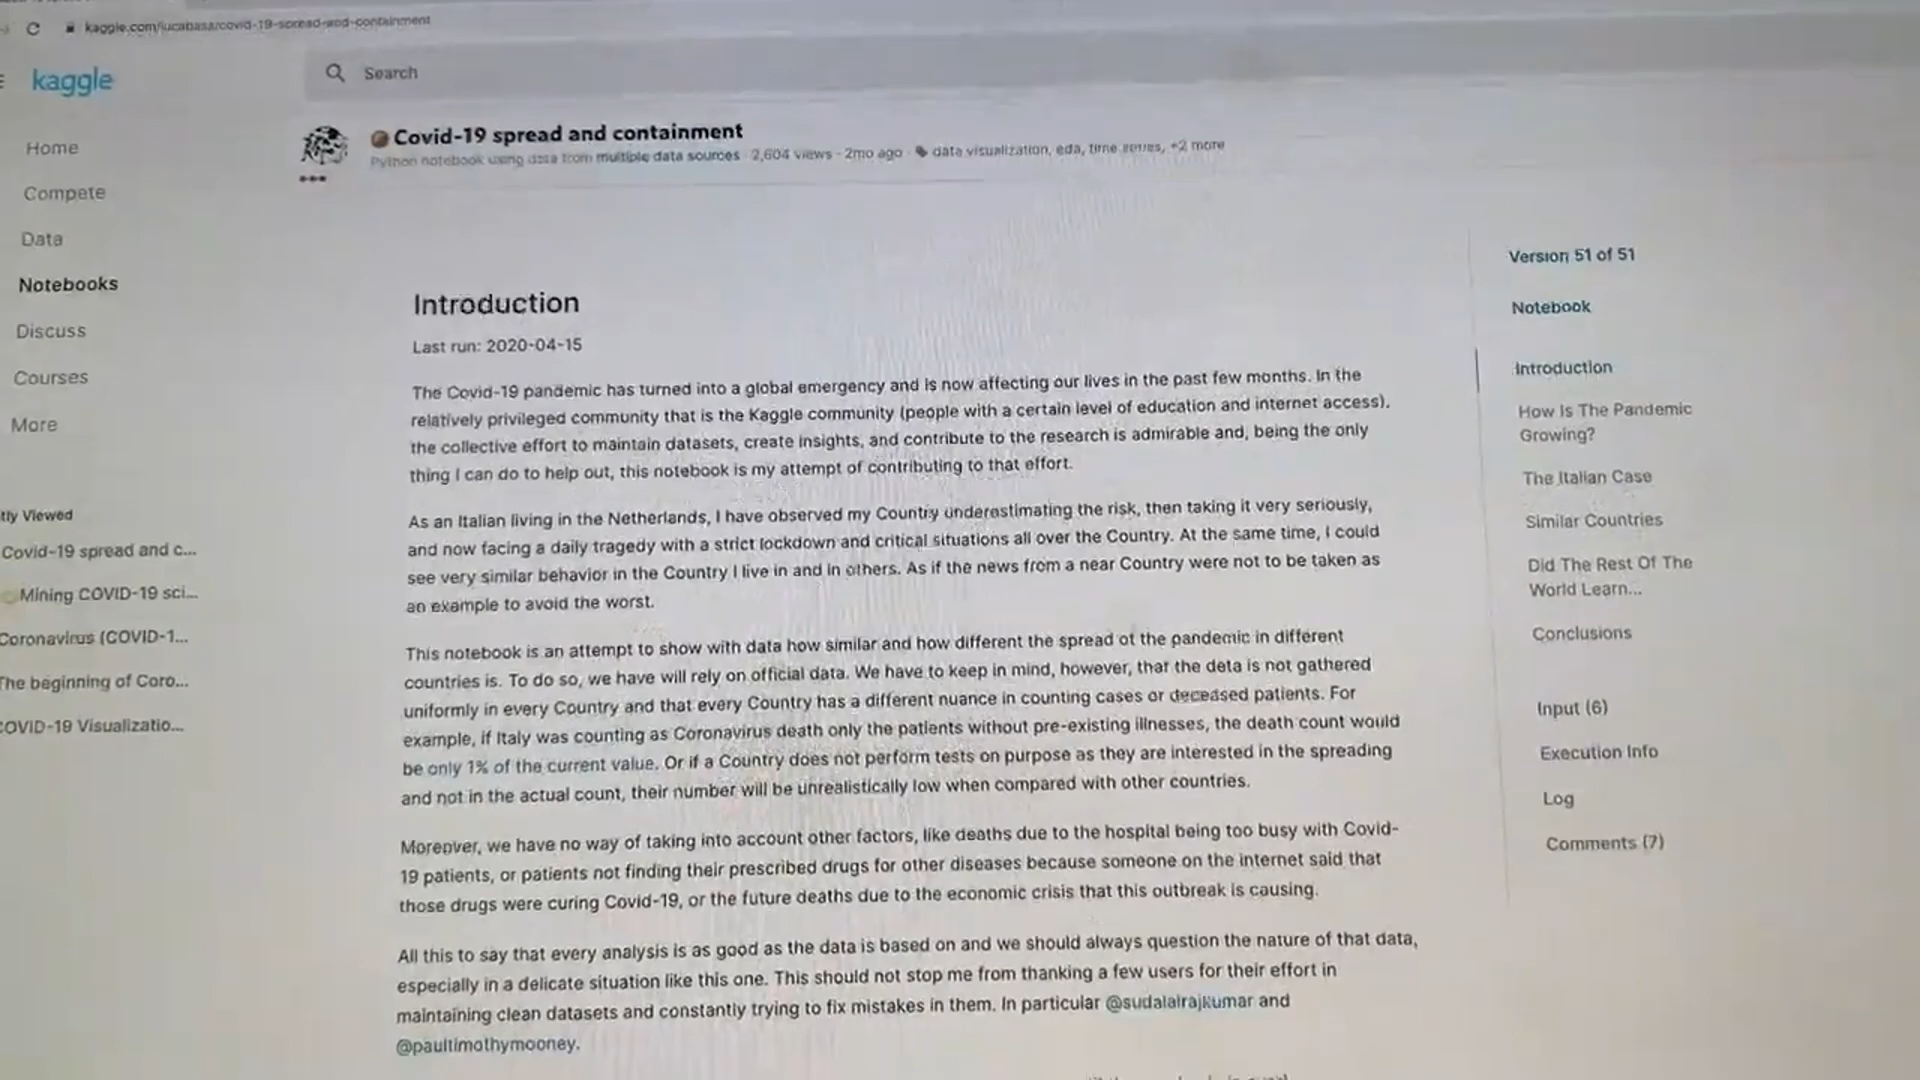 kaggle.com/lucabasa/covid-19-spread-and-containment
kaggle
Search
Covid-19 spread and containment
Python notebook using data from multiple data sources · 2,604 views · 2mo ago · data visualization, eda, time series, +2 more
Home
Compete
Data
Notebooks
Discuss
Courses
More
tly Viewed
Covid-19 spread and c...
Mining COVID-19 sci...
Coronavirus (COVID-1...
The beginning of Coro...
COVID-19 Visualizatio...
Introduction
Last run: 2020-04-15
The Covid-19 pandemic has turned into a global emergency and is now affecting our lives in the past few months. In the
relatively privileged community that is the Kaggle community (people with a certain level of education and internet access),
the collective effort to maintain datasets, create insights, and contribute to the research is admirable and, being the only
thing I can do to help out, this notebook is my attempt of contributing to that effort.
As an Italian living in the Netherlands, I have observed my Country underestimating the risk, then taking it very seriously,
and now facing a daily tragedy with a strict lockdown and critical situations all over the Country. At the same time, I could
see very similar behavior in the Country I live in and in others. As if the news from a near Country were not to be taken as
an example to avoid the worst.
This notebook is an attempt to show with data how similar and how different the spread of the pandemic in different
countries is. To do so, we have will rely on official data. We have to keep in mind, however, that the data is not gathered
uniformly in every Country and that every Country has a different nuance in counting cases or deceased patients. For
example, if Italy was counting as Coronavirus death only the patients without pre-existing illnesses, the death count would
be only 1% of the current value. Or if a Country does not perform tests on purpose as they are interested in the spreading
and not in the actual count, their number will be unrealistically low when compared with other countries.
Moreover, we have no way of taking into account other factors, like deaths due to the hospital being too busy with Covid-
19 patients, or patients not finding their prescribed drugs for other diseases because someone on the internet said that
those drugs were curing Covid-19, or the future deaths due to the economic crisis that this outbreak is causing.
All this to say that every analysis is as good as the data is based on and we should always question the nature of that data,
especially in a delicate situation like this one. This should not stop me from thanking a few users for their effort in
maintaining clean datasets and constantly trying to fix mistakes in them. In particular @sudalairajkumar and
@paultimothymooney.
Version 51 of 51
Notebook
Introduction
How Is The Pandemic
Growing?
The Italian Case
Similar Countries
Did The Rest Of The
World Learn...
Conclusions
Input (6)
Execution Info
Log
Comments (7)